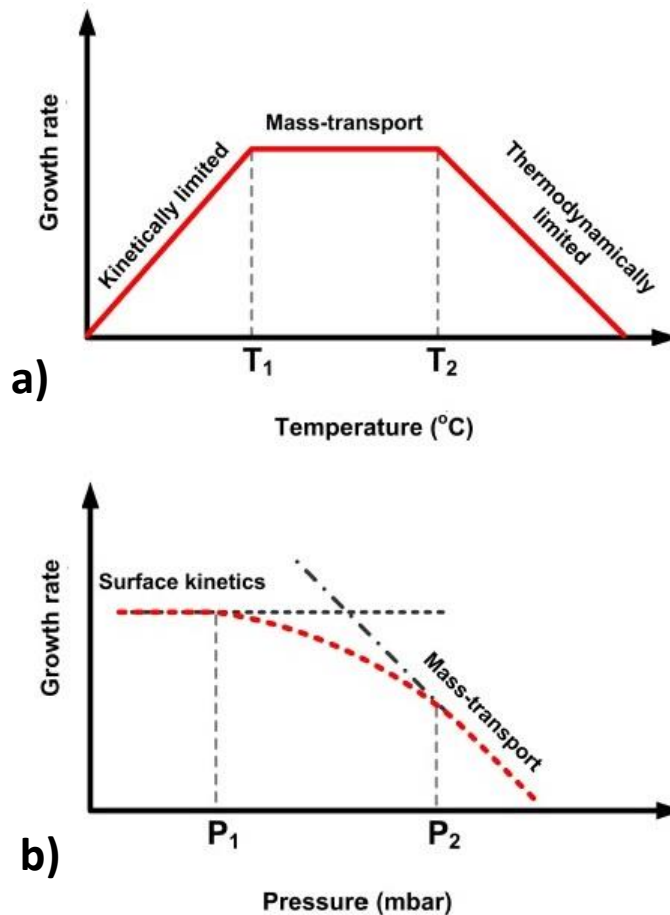 Growth rate
Kinetically limited
Mass-transport
Thermodynamically
limited
T₁
T₂
a)
Temperature (°C)
Growth rate
Surface kinetics
Mass-transport
P₁
P₂
b)
Pressure (mbar)